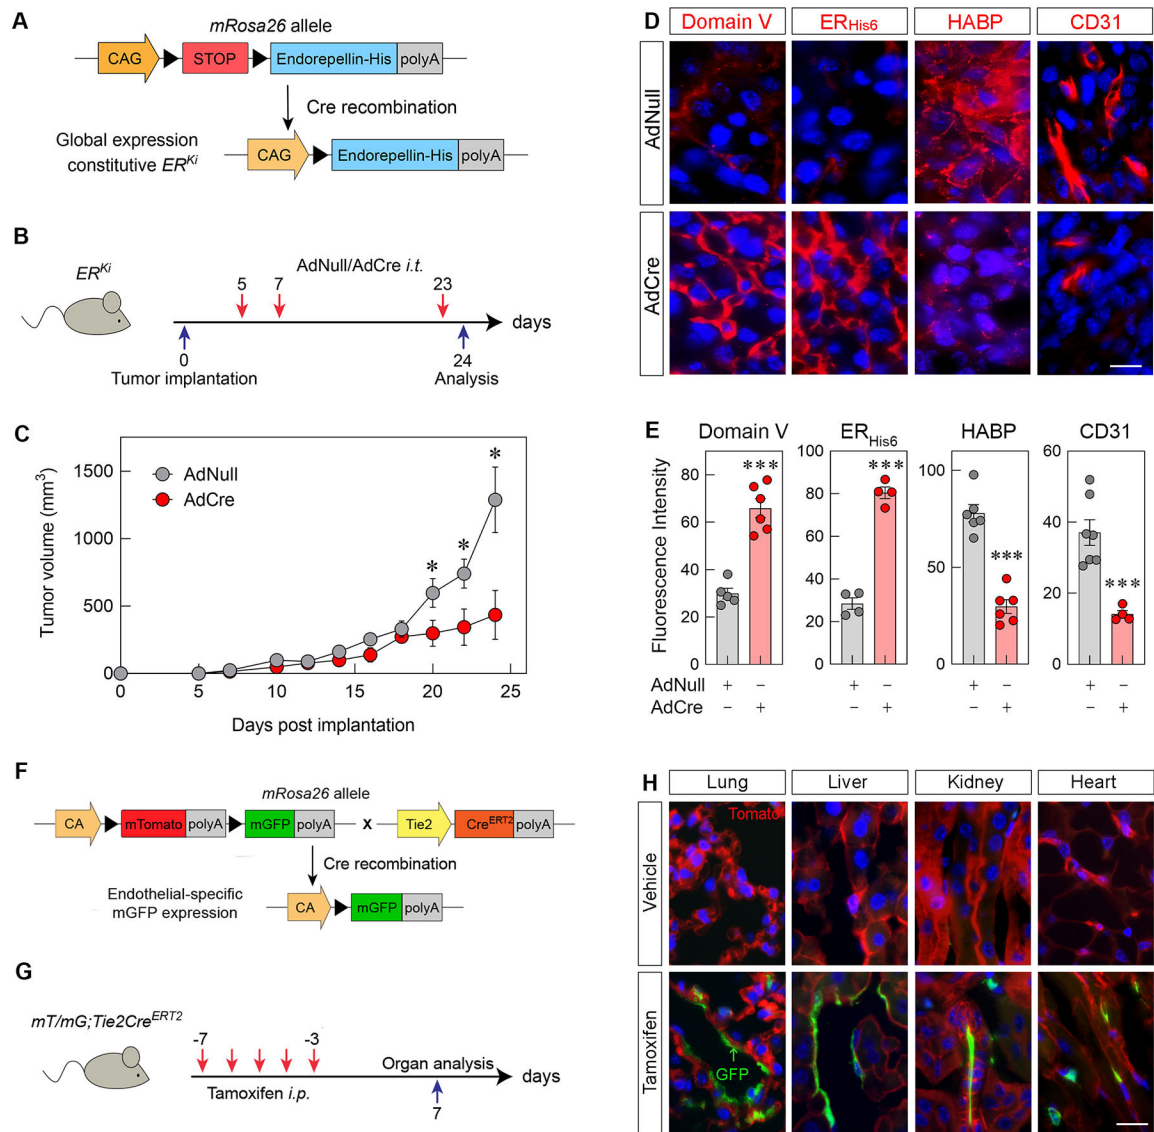 A
mRosa26 allele
CAG STOP Endorepellin-His polyA
Cre recombination
Global expression
constitutive ER^Ki
CAG Endorepellin-His polyA
B
ER^Ki
AdNull/AdCre i.t.
5 7 23
days
0 24
Tumor implantation Analysis
C
Tumor volume (mm³)
1500
1000
500
0
AdNull
AdCre
*
*
*
0 5 10 15 20 25
Days post implantation
D
Domain V ER_His6 HABP CD31
AdNull
AdCre
E
Fluorescence Intensity
Domain V ER_His6 HABP CD31
*** *** *** ***
80 60 40 20 0
100 80 60 40 20 0
100 50 0
60 40 20 0
AdNull + − + − + − + −
AdCre − + − + − + − +
F
mRosa26 allele
CA mTomato polyA mGFP polyA x Tie2 Cre^ERT2 polyA
Cre recombination
Endothelial-specific
mGFP expression
CA mGFP polyA
G
mT/mG;Tie2Cre^ERT2
-7 -3
Organ analysis
days
Tamoxifen i.p.
7
H
Lung Liver Kidney Heart
Tomato
Vehicle
Tamoxifen
GFP